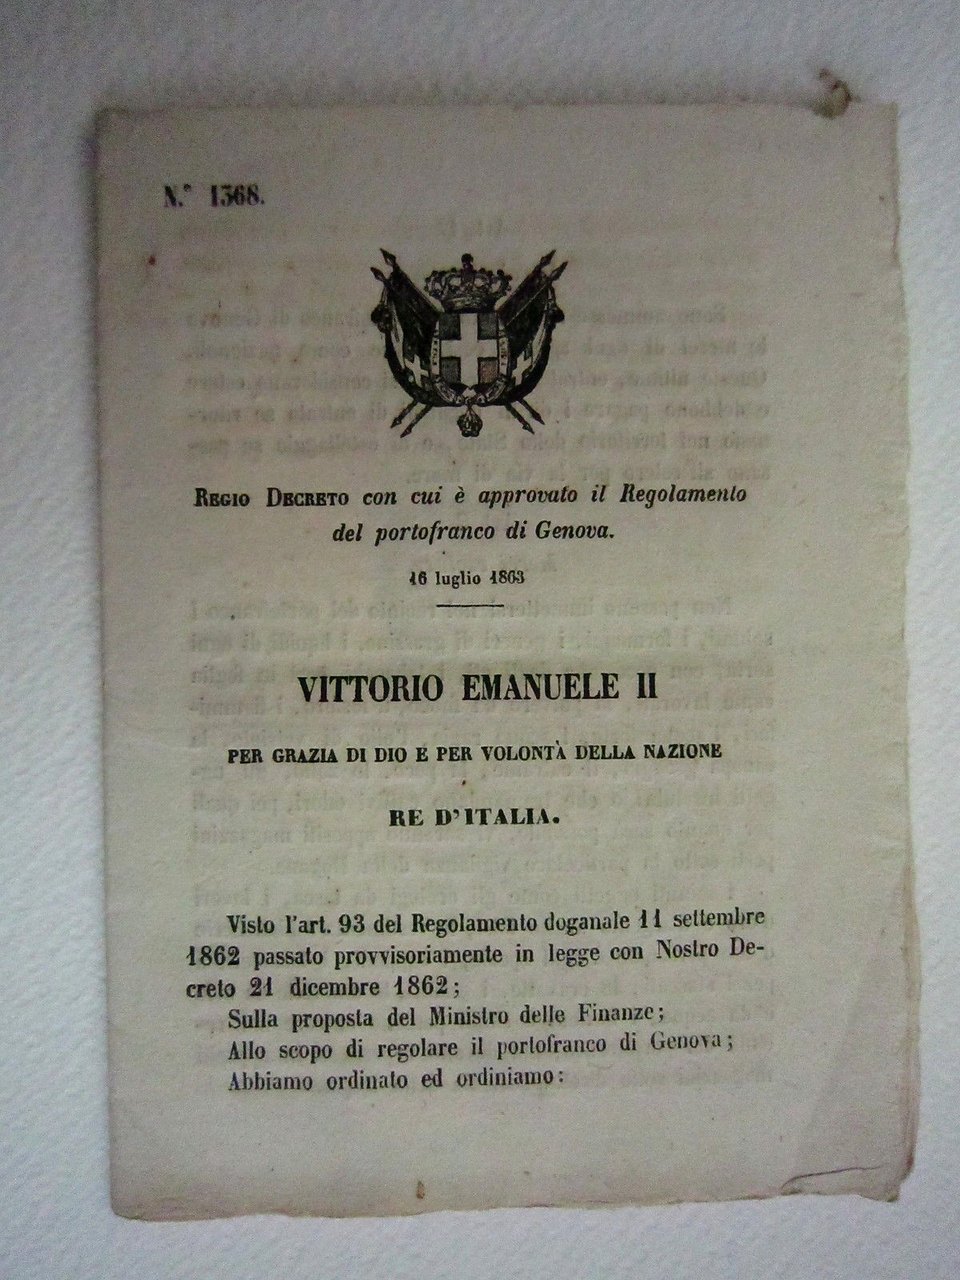 N.° 1368.
REGIO DECRETO con cui è approvato il Regolamento
del portofranco di Genova.
16 luglio 1863
VITTORIO EMANUELE II
PER GRAZIA DI DIO E PER VOLONTÀ DELLA NAZIONE
RE D'ITALIA.
Visto l'art. 93 del Regolamento doganale 11 settembre
1862 passato provvisoriamente in legge con Nostro De-
creto 21 dicembre 1862;
Sulla proposta del Ministro delle Finanze;
Allo scopo di regolare il portofranco di Genova;
Abbiamo ordinato ed ordiniamo: